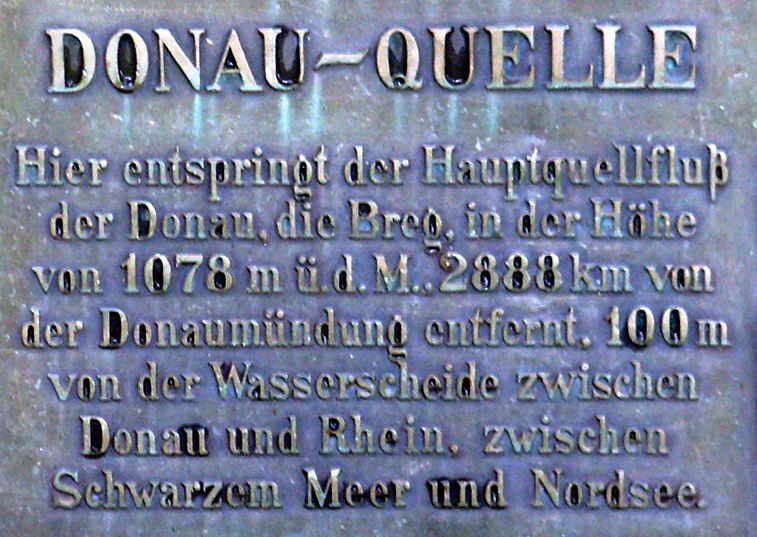 DONAU-QUELLE
Hier entspringt der Hauptquellfluß
der Donau, die Breg, in der Höhe
von 1078 m ü.d.M., 2888 km von
der Donaumündung entfernt, 100 m
von der Wasserscheide zwischen
Donau und Rhein, zwischen
Schwarzem Meer und Nordsee.